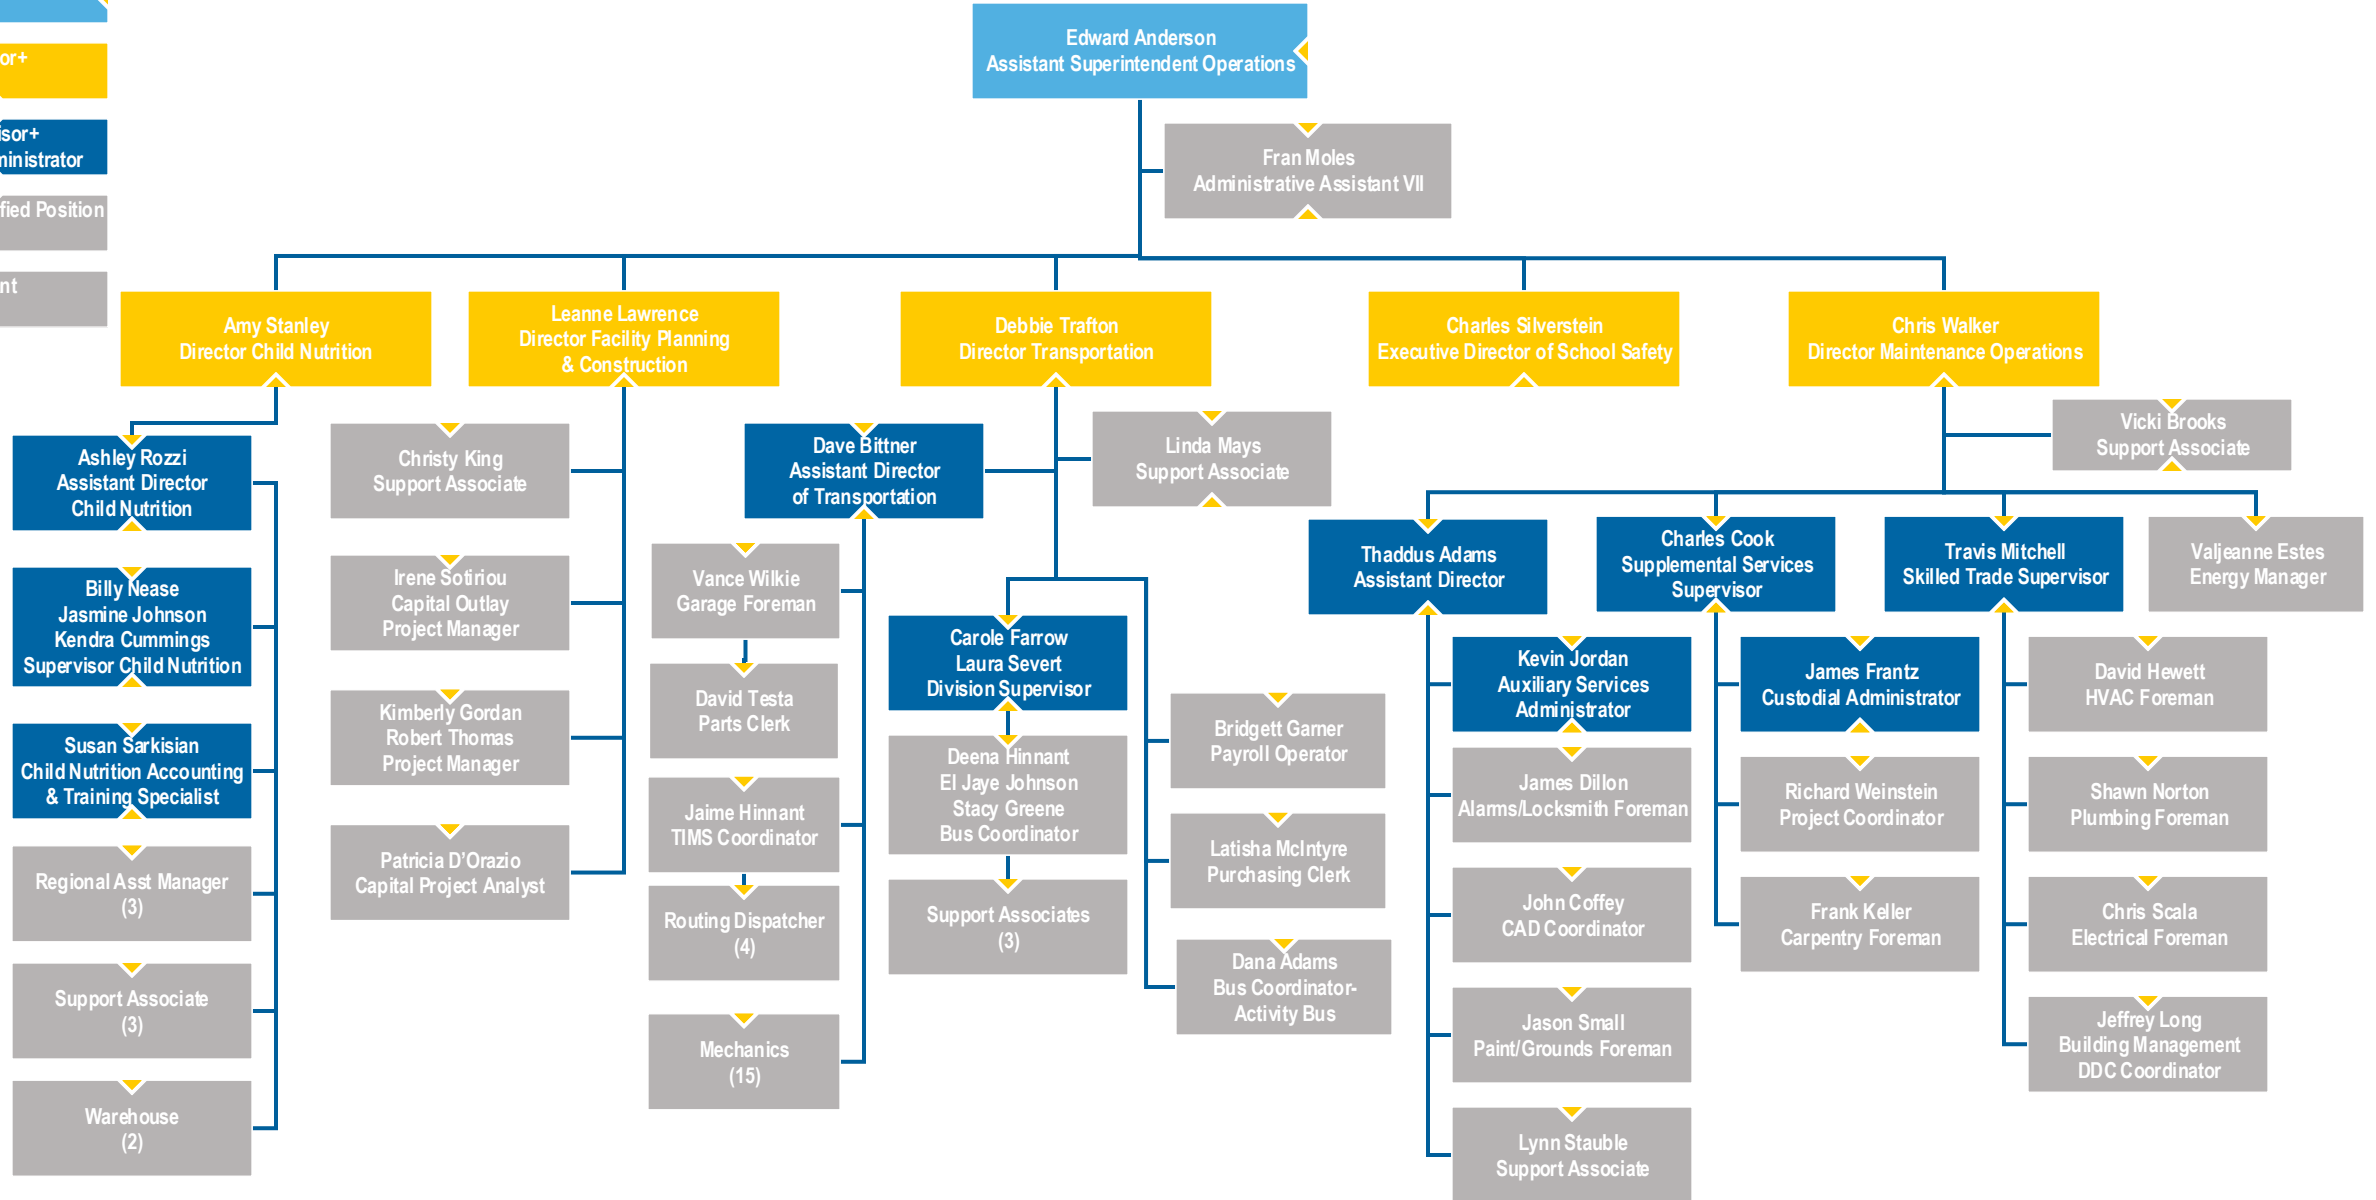 or+
isor+
ministrator
fied Position
nt
Edward Anderson
Assistant Superintendent Operations
Fran Moles
Administrative Assistant VII
Amy Stanley
Director Child Nutrition
Leanne Lawrence
Director Facility Planning
& Construction
Debbie Trafton
Director Transportation
Charles Silverstein
Executive Director of School Safety
Chris Walker
Director Maintenance Operations
Ashley Rozzi
Assistant Director
Child Nutrition
Billy Nease
Jasmine Johnson
Kendra Cummings
Supervisor Child Nutrition
Susan Sarkisian
Child Nutrition Accounting
& Training Specialist
Regional Asst Manager
(3)
Support Associate
(3)
Warehouse
(2)
Christy King
Support Associate
Irene Sotiriou
Capital Outlay
Project Manager
Kimberly Gordan
Robert Thomas
Project Manager
Patricia D'Orazio
Capital Project Analyst
Dave Bittner
Assistant Director
of Transportation
Linda Mays
Support Associate
Vance Wilkie
Garage Foreman
David Testa
Parts Clerk
Jaime Hinnant
TIMS Coordinator
Routing Dispatcher
(4)
Mechanics
(15)
Carole Farrow
Laura Severt
Division Supervisor
Deena Hinnant
El Jaye Johnson
Stacy Greene
Bus Coordinator
Support Associates
(3)
Bridgett Garner
Payroll Operator
Latisha McIntyre
Purchasing Clerk
Dana Adams
Bus Coordinator-
Activity Bus
Vicki Brooks
Support Associate
Thaddus Adams
Assistant Director
Kevin Jordan
Auxiliary Services
Administrator
James Dillon
Alarms/Locksmith Foreman
John Coffey
CAD Coordinator
Jason Small
Paint/Grounds Foreman
Lynn Stauble
Support Associate
Charles Cook
Supplemental Services
Supervisor
James Frantz
Custodial Administrator
Richard Weinstein
Project Coordinator
Frank Keller
Carpentry Foreman
Travis Mitchell
Skilled Trade Supervisor
David Hewett
HVAC Foreman
Shawn Norton
Plumbing Foreman
Chris Scala
Electrical Foreman
Jeffrey Long
Building Management
DDC Coordinator
Valjeanne Estes
Energy Manager